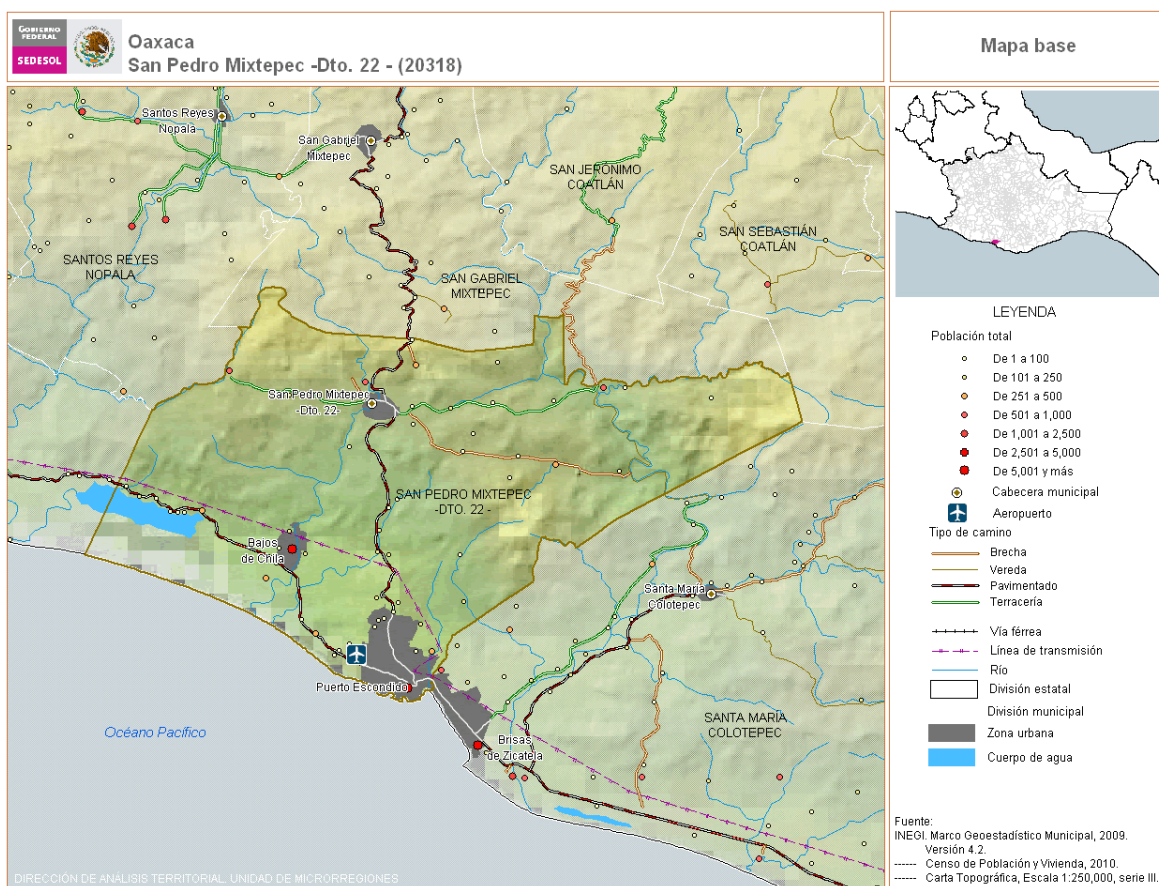 GOBIERNO
FEDERAL
SEDESOL
Oaxaca
San Pedro Mixtepec -Dto. 22 - (20318)
Mapa base
Santos Reyes
Nopala
San Gabriel
Mixtepec
SAN JERÓNIMO
COATLÁN
SAN SEBASTIÁN
COATLÁN
SANTOS REYES
NOPALA
SAN GABRIEL
MIXTEPEC
San Pedro Mixtepec
-Dto. 22-
SAN PEDRO MIXTEPEC
-DTO. 22 -
Bajos
de Chila
Santa María
Colotepec
Puerto Escondido
SANTA MARÍA
COLOTEPEC
Océano Pacífico
Brisas
de Zicatela
DIRECCIÓN DE ANÁLISIS TERRITORIAL. UNIDAD DE MICRORREGIONES
LEYENDA
Población total
De 1 a 100
De 101 a 250
De 251 a 500
De 501 a 1,000
De 1,001 a 2,500
De 2,501 a 5,000
De 5,001 y más
Cabecera municipal
Aeropuerto
Tipo de camino
Brecha
Vereda
Pavimentado
Terracería
Vía férrea
Línea de transmisión
Río
División estatal
División municipal
Zona urbana
Cuerpo de agua
Fuente:
INEGI. Marco Geoestadístico Municipal, 2009.
Versión 4.2.
------ Censo de Población y Vivienda, 2010.
------ Carta Topográfica, Escala 1:250,000, serie III.